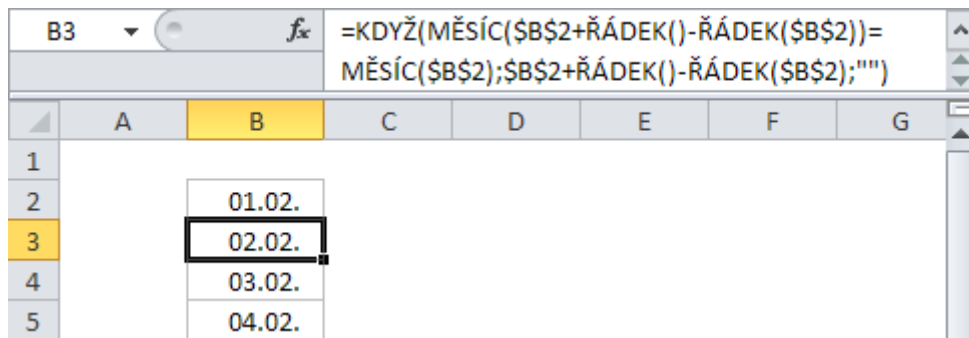 B3 fx =KDYŽ(MĚSÍC($B$2+ŘÁDEK()-ŘÁDEK($B$2))=
MĚSÍC($B$2);$B$2+ŘÁDEK()-ŘÁDEK($B$2);"")
A B C D E F G
1
2 01.02.
3 02.02.
4 03.02.
5 04.02.